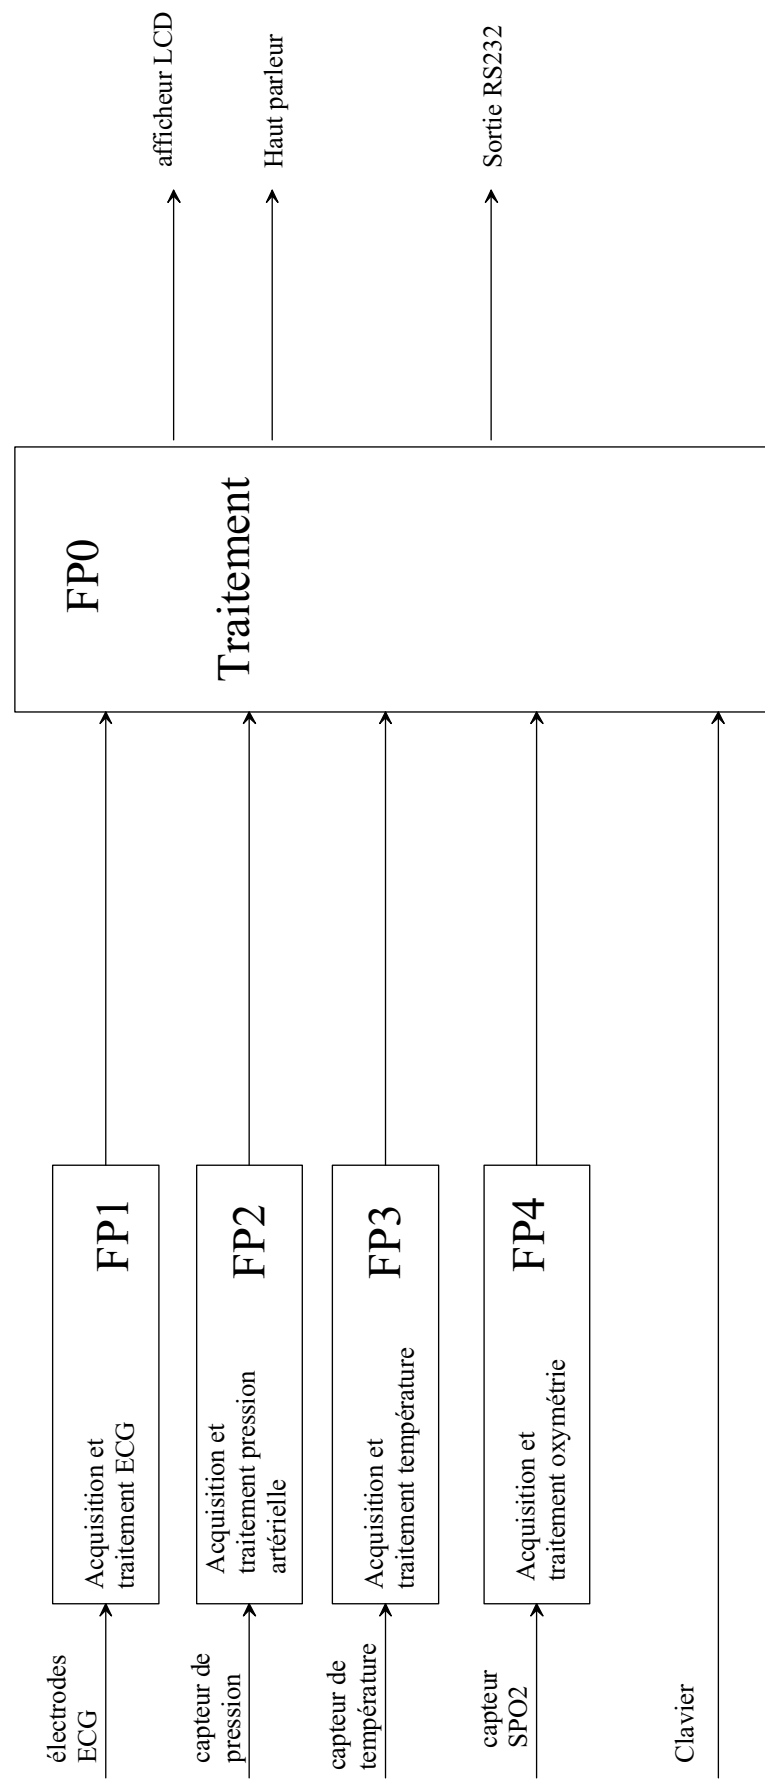 électrodes
ECG
Acquisition et
traitement ECG
FP1
capteur de
pression
Acquisition et
traitement pression
artérielle
FP2
capteur de
température
Acquisition et
traitement température
FP3
capteur
SPO2
Acquisition et
traitement oxymétrie
FP4
Clavier
FP0
Traitement
afficheur LCD
Haut parleur
Sortie RS232